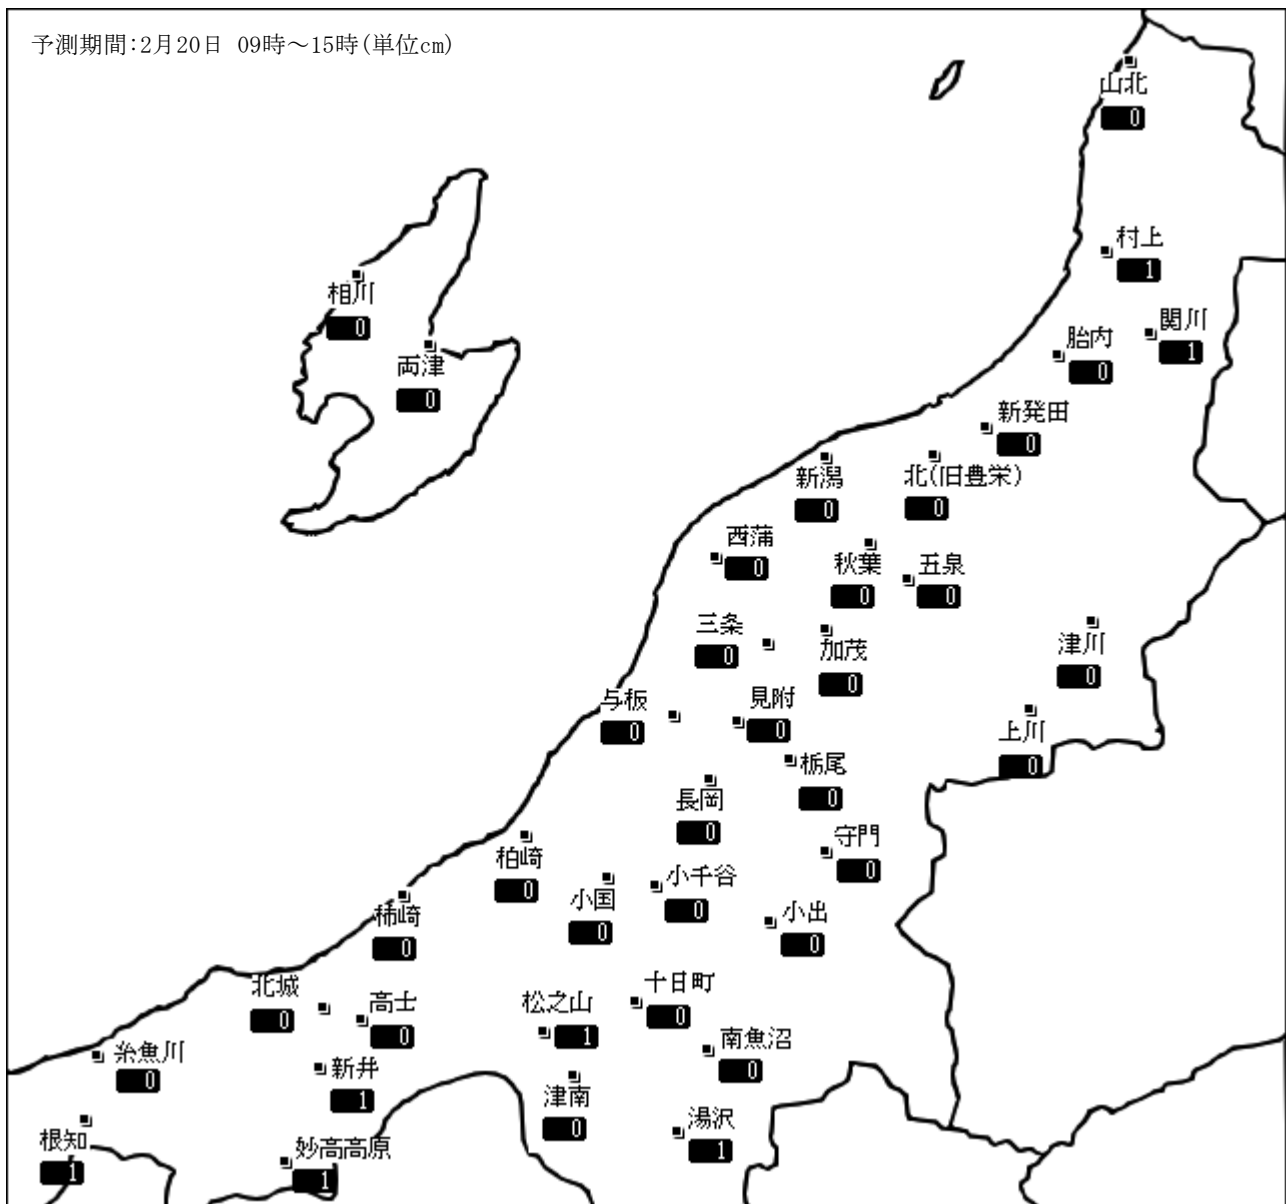 予測期間:2月20日 09時～15時(単位cm)
山北
0
村上
1
相川
0
関川
1
胎内
0
両津
0
新発田
0
新潟
0
北(旧豊栄)
0
西蒲
0
秋葉
0
五泉
0
三条
0
加茂
0
津川
0
与板
0
見附
0
上川
0
栃尾
0
長岡
0
守門
0
柏崎
0
小国
0
小千谷
0
小出
0
柿崎
0
北城
0
高士
0
松之山
1
十日町
0
南魚沼
0
糸魚川
0
新井
1
津南
0
湯沢
1
根知
1
妙高高原
1